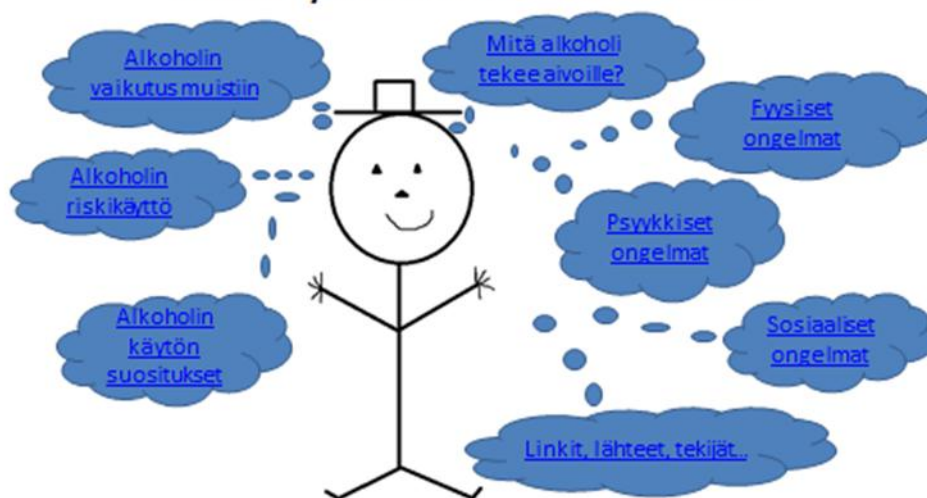 Alkoholin
vaikutus muistiin
Mitä alkoholi
tekee aivoille?
Fyysiset
ongelmat
Alkoholin
riskikäyttö
Psyykkiset
ongelmat
Alkoholin
käytön
suositukset
Sosiaaliset
ongelmat
Linkit, lähteet, tekijät...